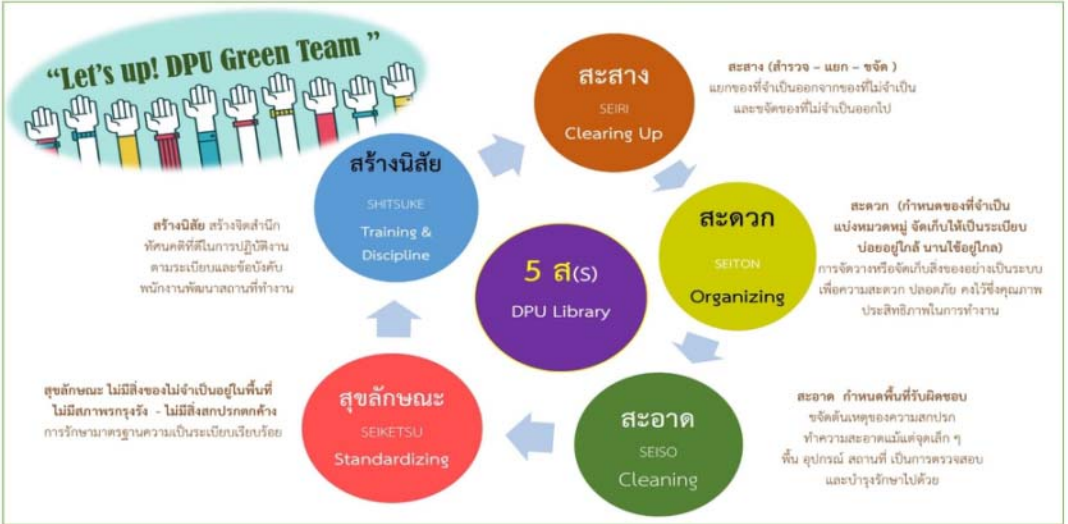 “Let's up! DPU Green Team ”
สะสาง
SEIRI
Clearing Up
สะสาง (สำรวจ – แยก – ขจัด )
แยกของที่จำเป็นออกจากของที่ไม่จำเป็น
และขจัดของที่ไม่จำเป็นออกไป
สะดวก
SEITON
Organizing
สะดวก (กำหนดของที่จำเป็น
แบ่งหมวดหมู่ จัดเก็บให้เป็นระเบียบ
บ่อยอยู่ใกล้ นานใช้อยู่ไกล)
การจัดวางหรือจัดเก็บสิ่งของอย่างเป็นระบบ
เพื่อความสะดวก ปลอดภัย คงไว้ซึ่งคุณภาพ
ประสิทธิภาพในการทำงาน
สะอาด
SEISO
Cleaning
สะอาด กำหนดพื้นที่รับผิดชอบ
ขจัดต้นเหตุของความสกปรก
ทำความสะอาดแม้แต่จุดเล็ก ๆ
พื้น อุปกรณ์ สถานที่ เป็นการตรวจสอบ
และบำรุงรักษาไปด้วย
สุขลักษณะ
SEIKETSU
Standardizing
สุขลักษณะ ไม่มีสิ่งของไม่จำเป็นอยู่ในพื้นที่
ไม่มีสภาพรกรุงรัง - ไม่มีสิ่งสกปรกตกค้าง
การรักษามาตรฐานความเป็นระเบียบเรียบร้อย
สร้างนิสัย
SHITSUKE
Training &
Discipline
สร้างนิสัย สร้างจิตสำนึก
ทัศนคติที่ดีในการปฏิบัติงาน
ตามระเบียบและข้อบังคับ
พนักงานพัฒนาสถานที่ทำงาน
5 ส(S)
DPU Library